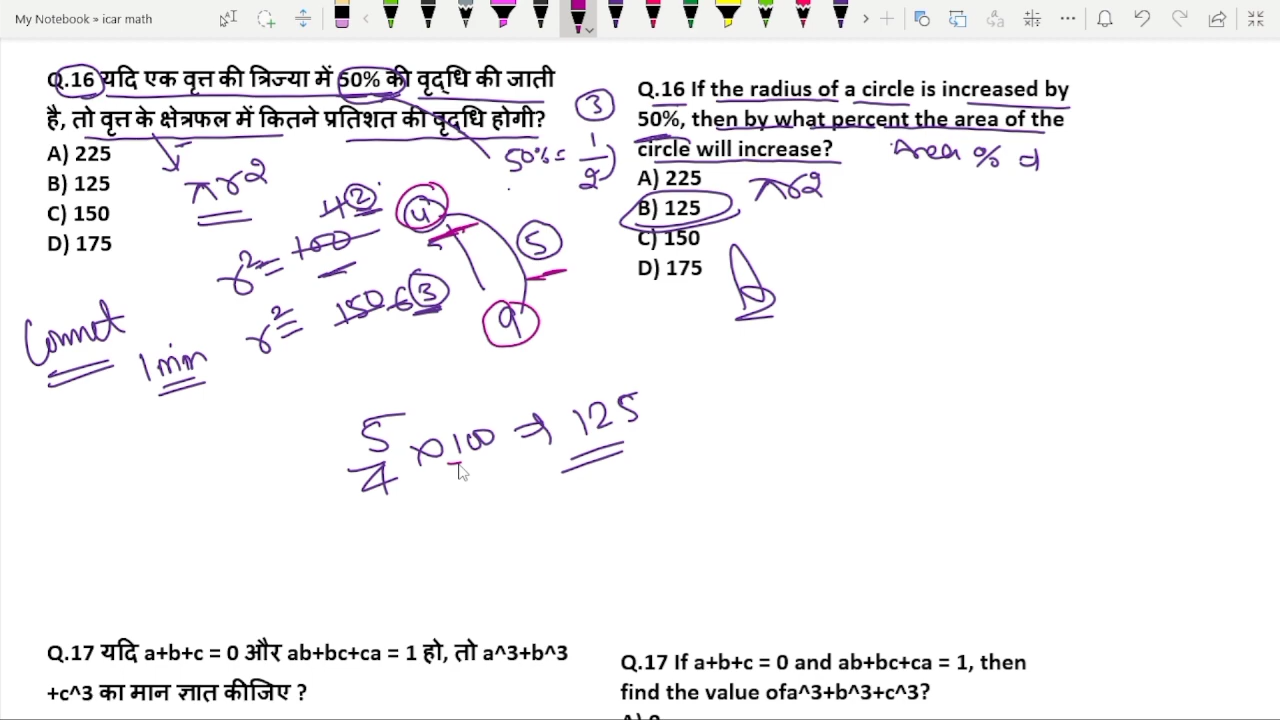 My Notebook » icar math
Q.16 यदि एक वृत्त की त्रिज्या में 50% की वृद्धि की जाती
है, तो वृत्त के क्षेत्रफल में कितने प्रतिशत की वृद्धि होगी?
A) 225
B) 125
C) 150
D) 175
πr2
50% = 1/2
3
Q.16 If the radius of a circle is increased by
50%, then by what percent the area of the
circle will increase?
Area %
A) 225
B) 125
C) 150
D) 175
πr2
r2= 100 4 2
r2= 150 6 3
4
5
9
1 min
5/4 × 100 ⇒ 125
Q.17 यदि a+b+c = 0 और ab+bc+ca = 1 हो, तो a^3+b^3
+c^3 का मान ज्ञात कीजिए ?
Q.17 If a+b+c = 0 and ab+bc+ca = 1, then
find the value ofa^3+b^3+c^3?